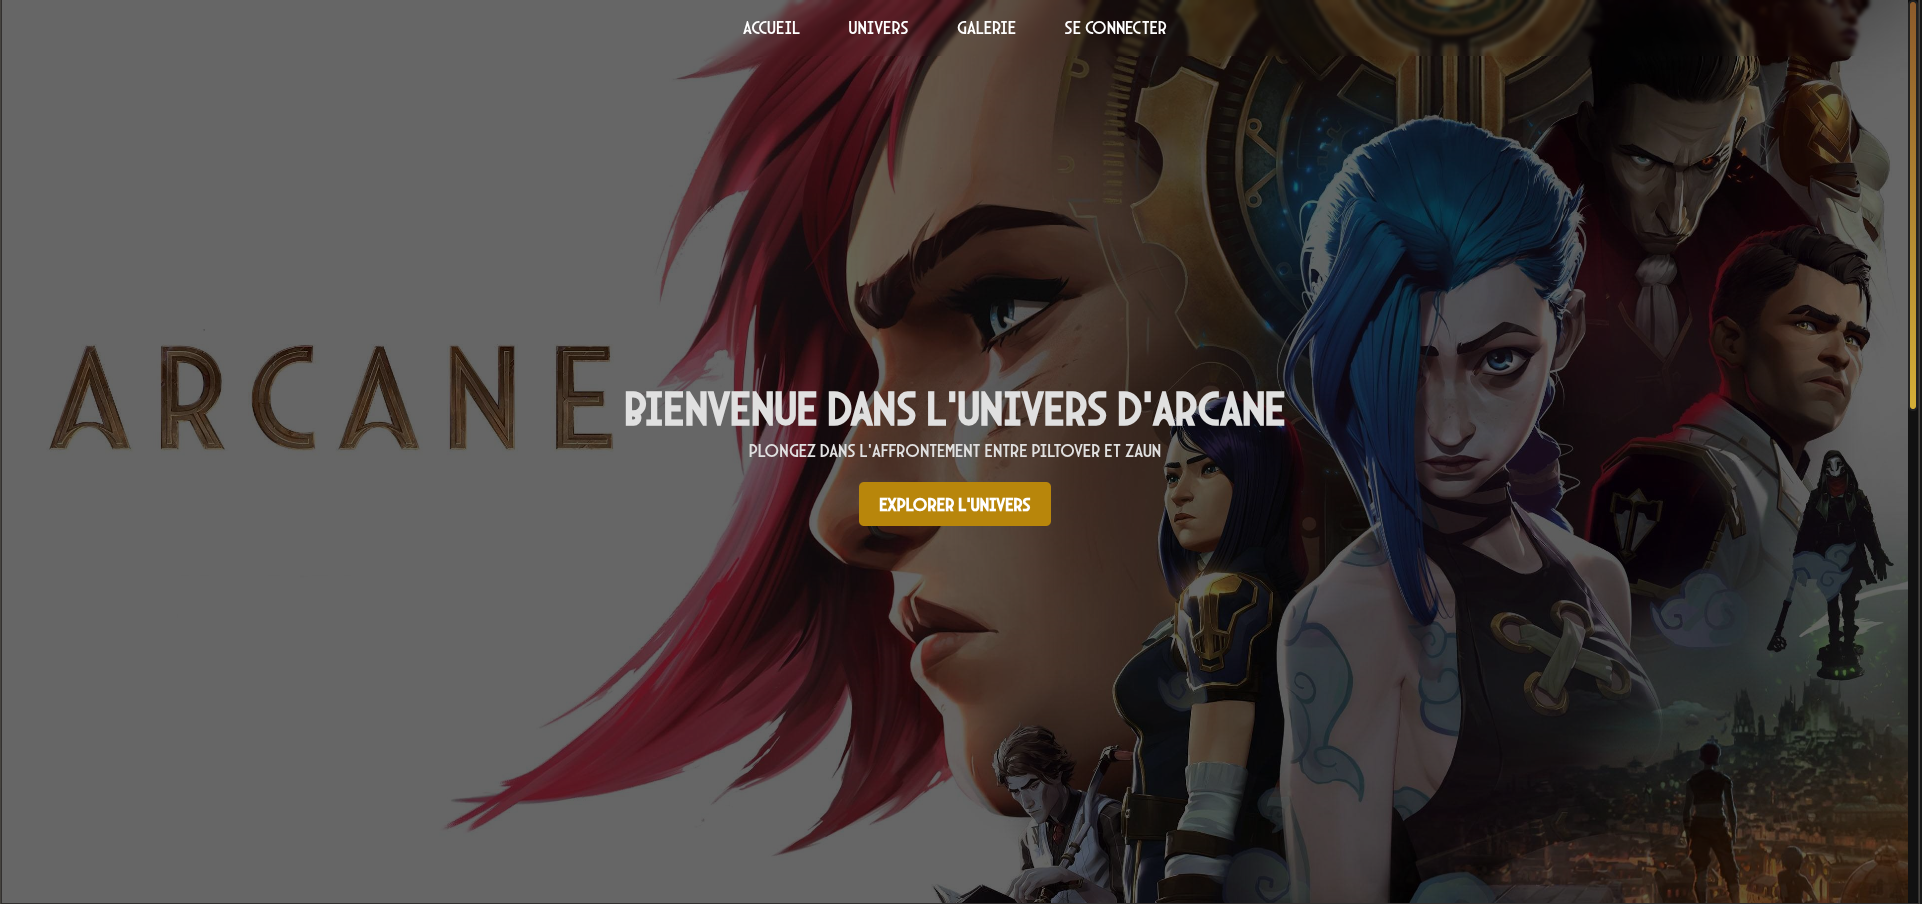 ACCUEIL UNIVERS GALERIE SE CONNECTER
ARCANE
BIENVENUE DANS L'UNIVERS D'ARCANE
PLONGEZ DANS L'AFFRONTEMENT ENTRE PILTOVER ET ZAUN
EXPLORER L'UNIVERS